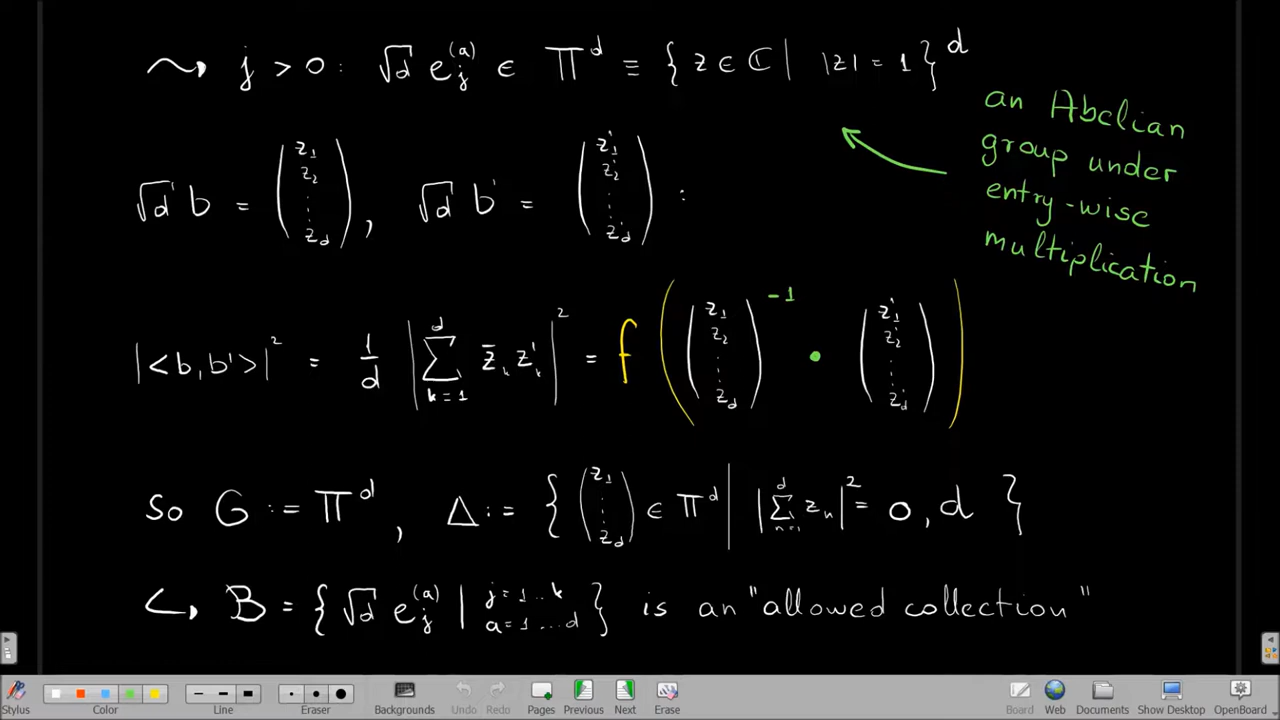 ⤳ j > 0: √d e_j^(a) ∈ 𝕋^d ≡ { z ∈ ℂ | |z| = 1 }^d
an Abelian
group under
entry-wise
multiplication
√d b = (z_1 z_2 ⋮ z_d), √d b' = (z'_1 z'_2 ⋮ z'_d) :
|<b, b'>|^2 = 1/d |∑_{k=1}^d z̄_k z'_k|^2 = f((z_1 z_2 ⋮ z_d)^-1 · (z'_1 z'_2 ⋮ z'_d))
so G := 𝕋^d, Δ := { (z_1 ⋮ z_d) ∈ 𝕋^d | |∑_{n=1}^d z_n|^2 = 0, d }
↪ B = { √d e_j^(a) | j = 1..k a = 1...d } is an "allowed collection"
Stylus Color Line Eraser Backgrounds Undo Redo Pages Previous Next Erase Board Web Documents Show Desktop OpenBoard